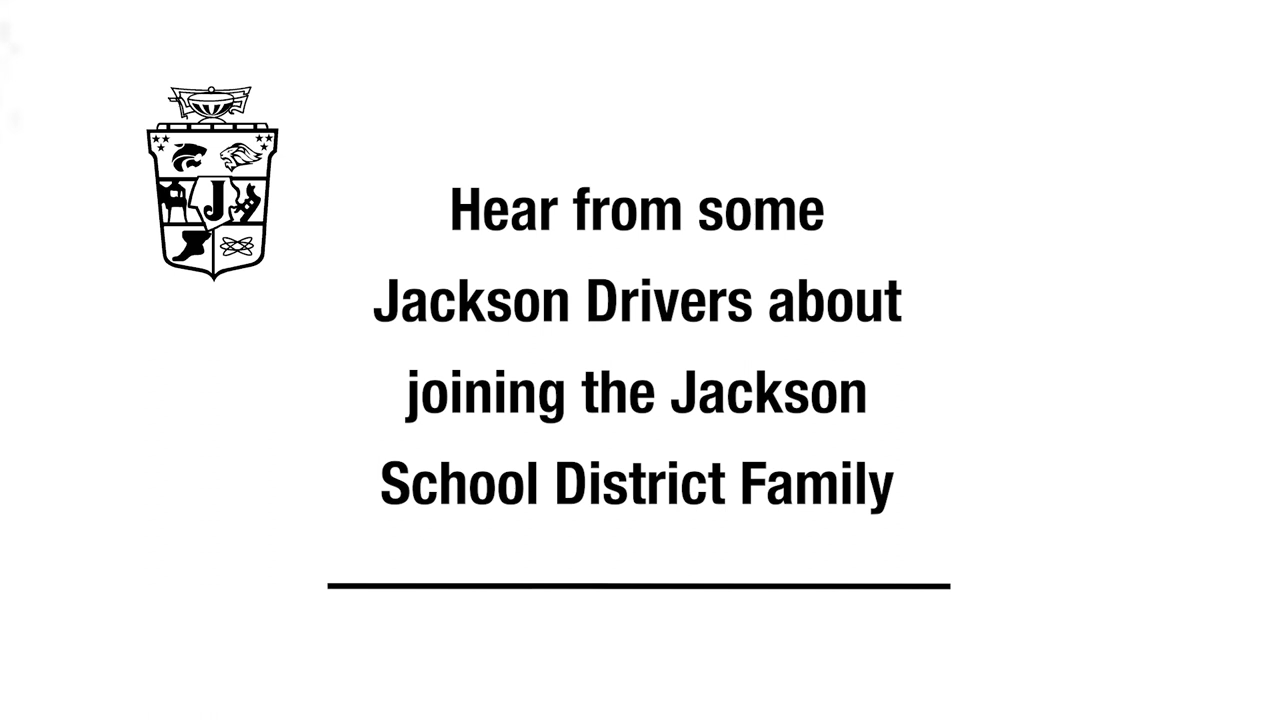 J
Hear from some
Jackson Drivers about
joining the Jackson
School District Family